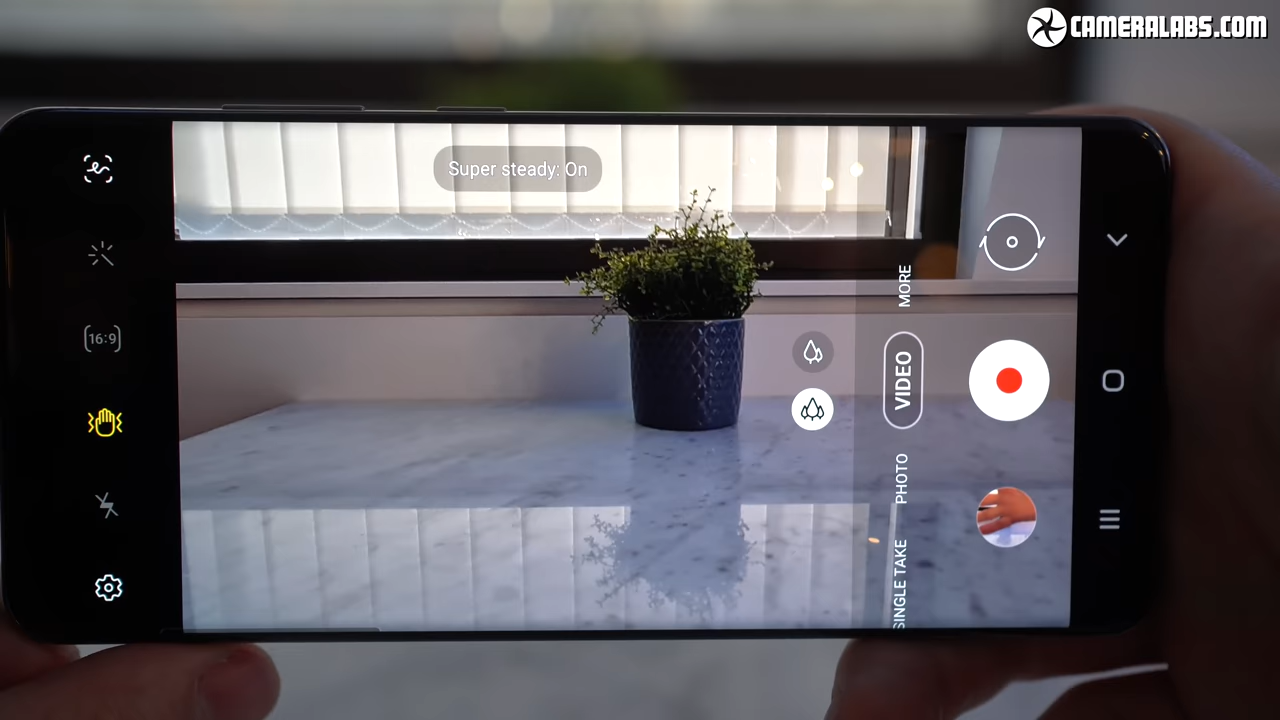 CAMERALABS.COM
Super steady: On
16:9
MORE
VIDEO
PHOTO
SINGLE TAKE